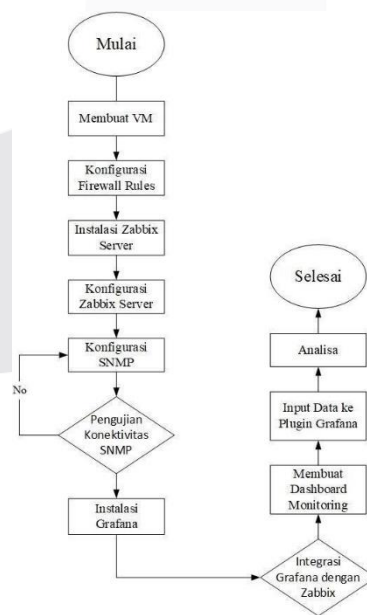 Mulai
Membuat VM
Konfigurasi
Firewall Rules
Instalasi Zabbix
Server
Konfigurasi
Zabbix Server
Konfigurasi
SNMP
No
Pengujian
Konektivitas
SNMP
Instalasi
Grafana
Integrasi
Grafana dengan
Zabbix
Membuat
Dashboard
Monitoring
Input Data ke
Plugin Grafana
Analisa
Selesai